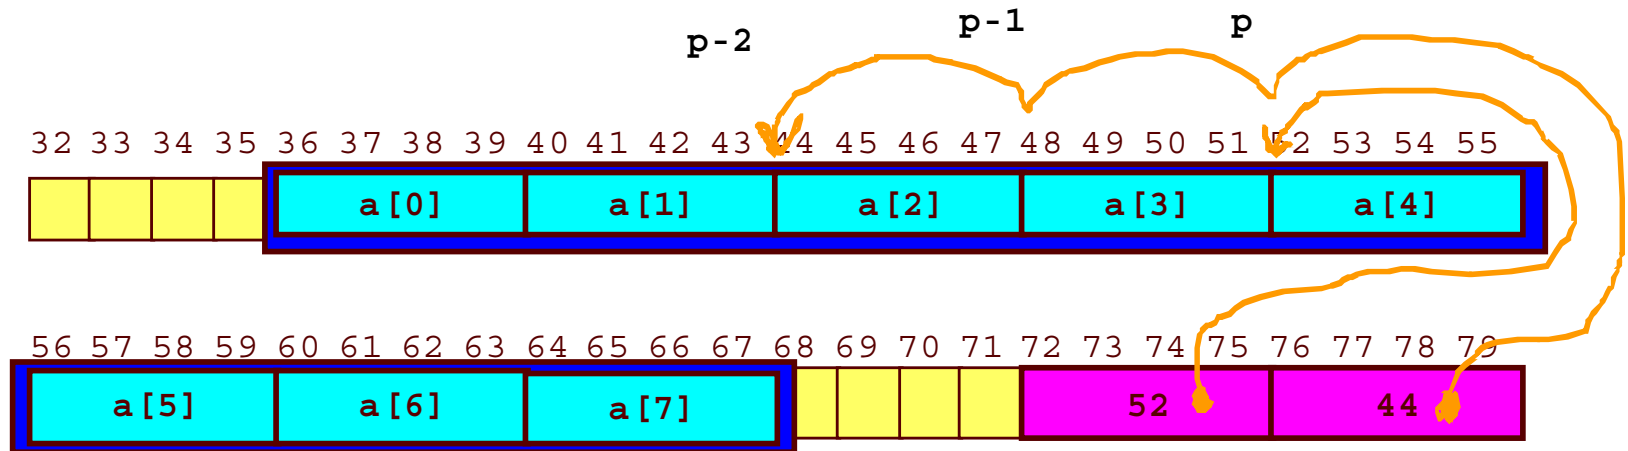 p-2 p-1 p
32 33 34 35 36 37 38 39 40 41 42 43 44 45 46 47 48 49 50 51 52 53 54 55
a[0] a[1] a[2] a[3] a[4]
56 57 58 59 60 61 62 63 64 65 66 67 68 69 70 71 72 73 74 75 76 77 78 79
a[5] a[6] a[7] 52 44